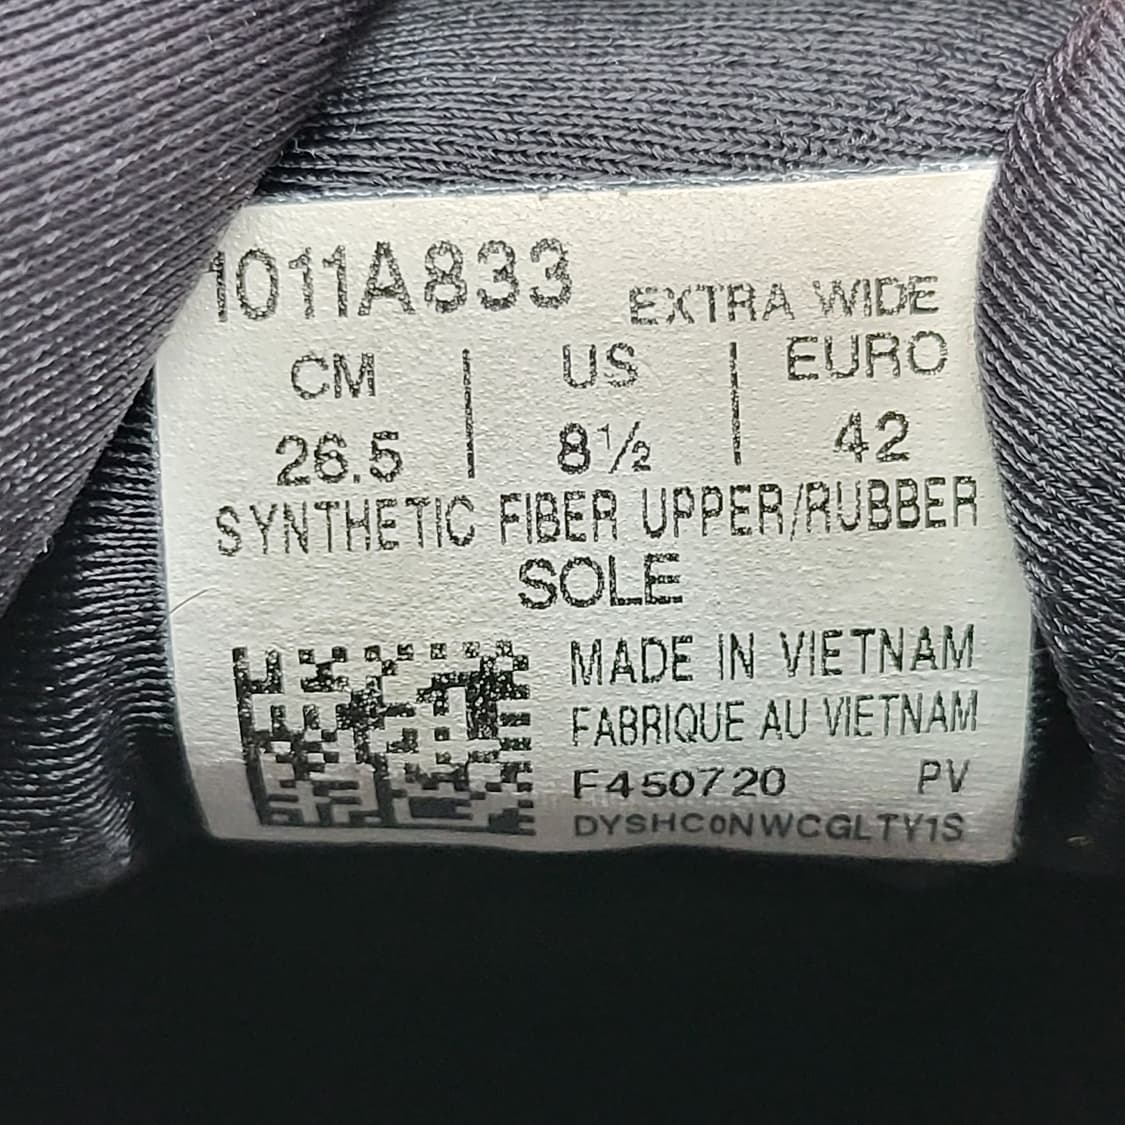 1011A833 EXTRA WIDE
CM | US | EURO
26.5 | 8½ | 42
SYNTHETIC FIBER UPPER/RUBBER
SOLE
MADE IN VIETNAM
FABRIQUE AU VIETNAM
F450720 PV
DYSHC0NWCGLTY1S